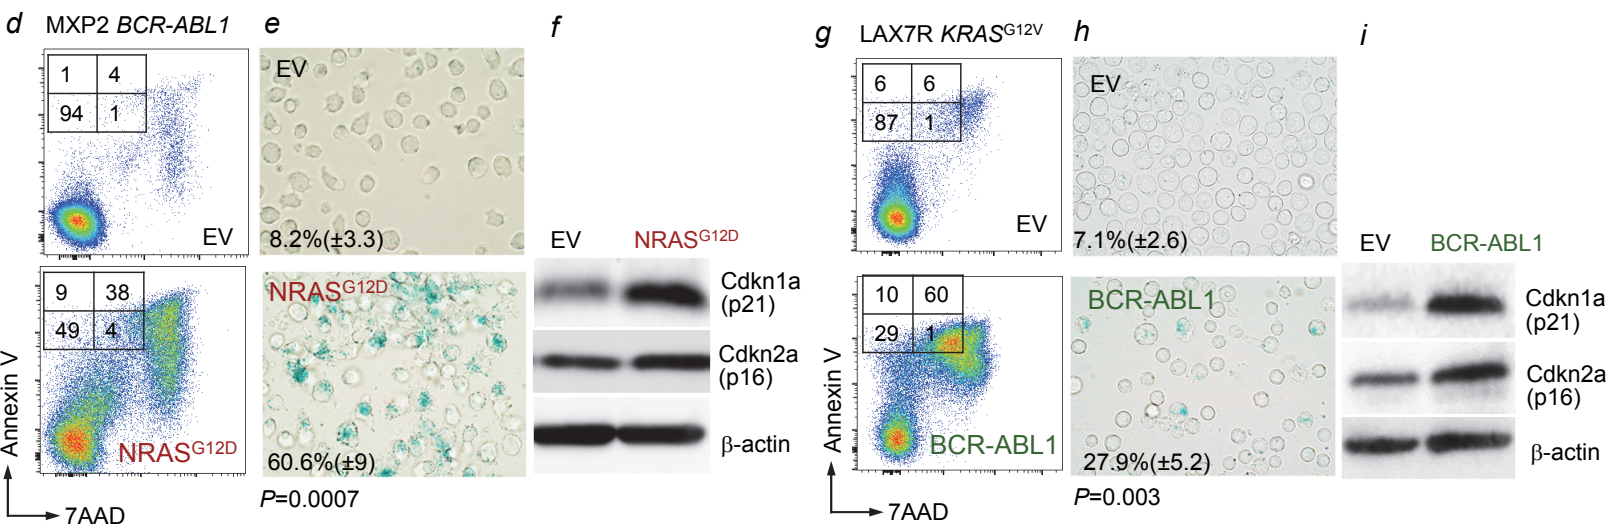 d MXP2 BCR-ABL1
1 4
94 1
EV
9 38
49 4
NRASG12D
Annexin V
7AAD
e
EV
8.2%(±3.3)
NRASG12D
60.6%(±9)
P=0.0007
f
EV NRASG12D
Cdkn1a
(p21)
Cdkn2a
(p16)
β-actin
g LAX7R KRASG12V
6 6
87 1
EV
10 60
29 1
BCR-ABL1
Annexin V
7AAD
h
EV
7.1%(±2.6)
BCR-ABL1
27.9%(±5.2)
P=0.003
i
EV BCR-ABL1
Cdkn1a
(p21)
Cdkn2a
(p16)
β-actin